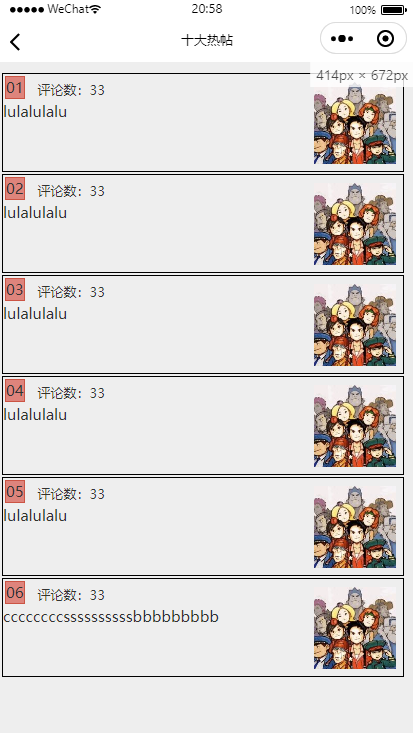 WeChat 20:58 100%
十大热帖
414px × 672px
01 评论数：33
lulalulalu
02 评论数：33
lulalulalu
03 评论数：33
lulalulalu
04 评论数：33
lulalulalu
05 评论数：33
lulalulalu
06 评论数：33
ccccccccssssssssssbbbbbbbbbb